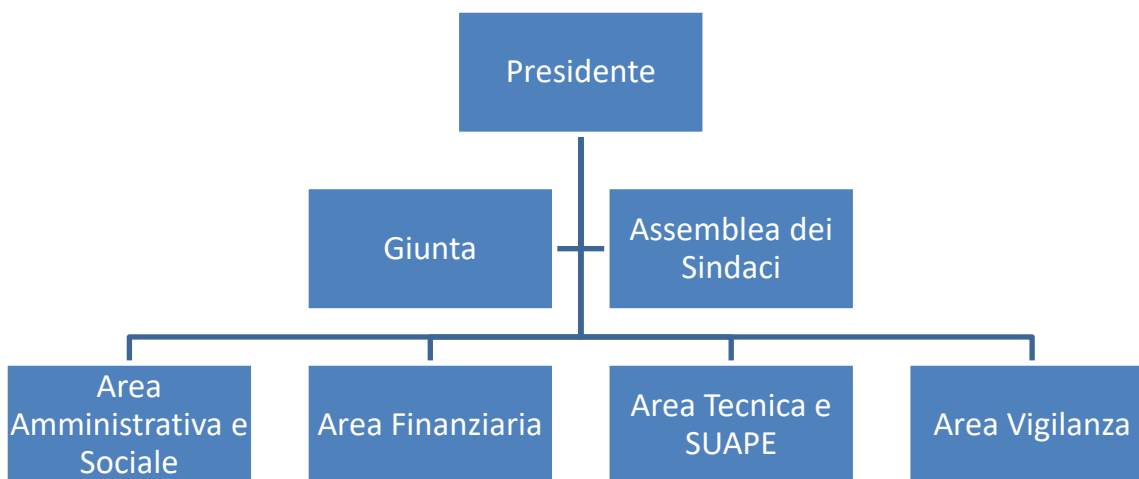 Presidente
Giunta
Assemblea dei
Sindaci
Area
Amministrativa e
Sociale
Area Finanziaria
Area Tecnica e
SUAPE
Area Vigilanza